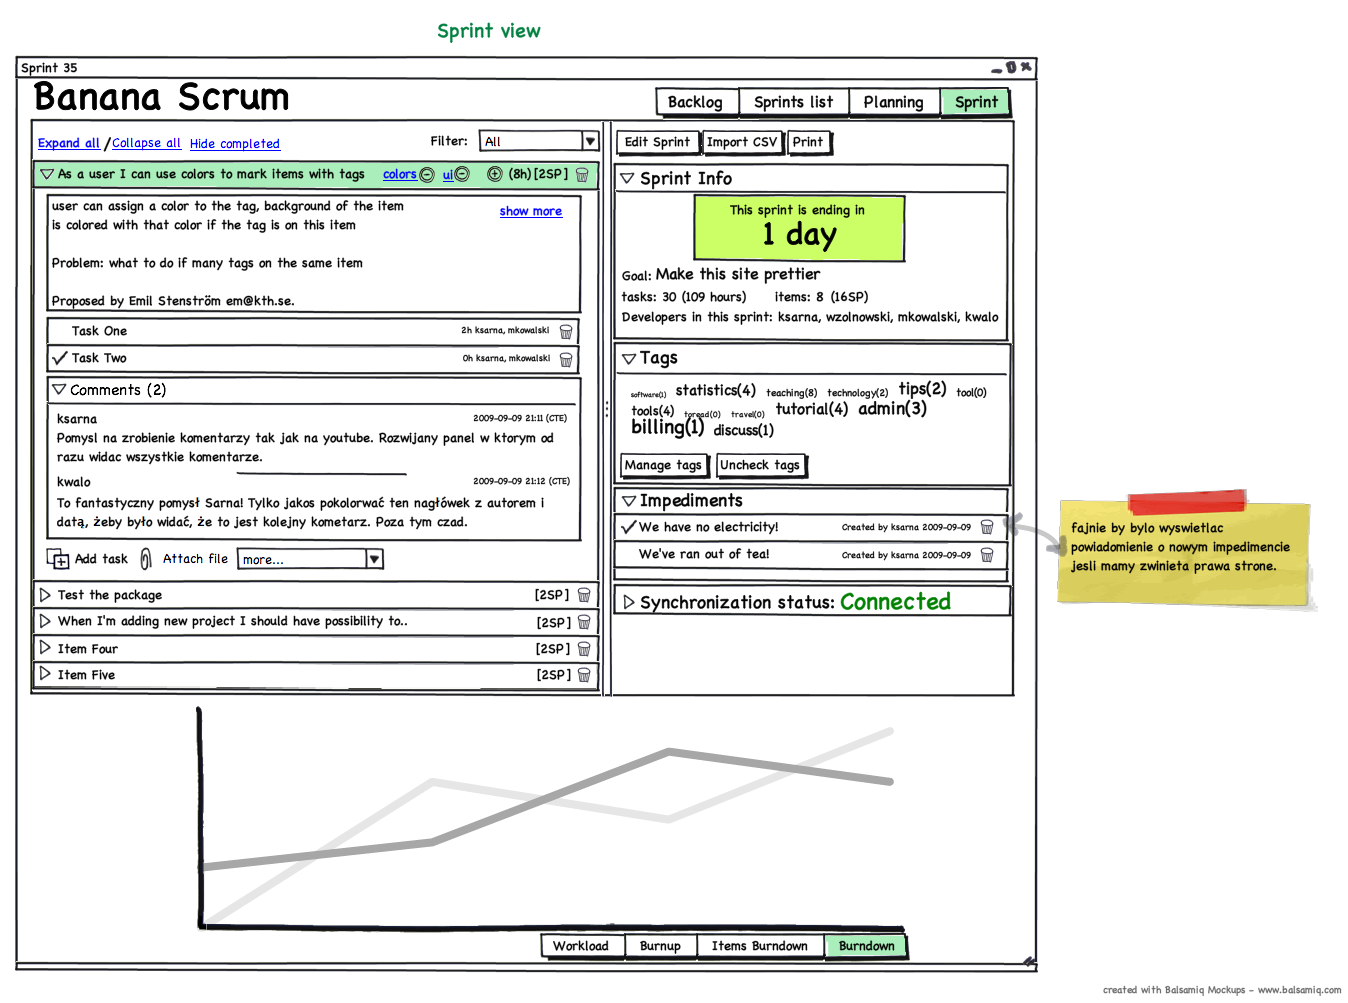 Sprint view
Sprint 35
Banana Scrum
Backlog Sprints list Planning Sprint
Expand all / Collapse all Hide completed Filter: All
As a user I can use colors to mark items with tags colors ui (8h) [2SP]
user can assign a color to the tag, background of the item
is colored with that color if the tag is on this item
show more
Problem: what to do if many tags on the same item
Proposed by Emil Stenström em@kth.se.
Task One 2h ksarna, mkowalski
Task Two 0h ksarna, mkowalski
Comments (2)
ksarna 2009-09-09 21:11 (CTE)
Pomysl na zrobienie komentarzy tak jak na youtube. Rozwijany panel w ktorym od
razu widac wszystkie komentarze.
kwalo 2009-09-09 21:12 (CTE)
To fantastyczny pomysł Sarna! Tylko jakos pokolorwać ten nagłówek z autorem i
datą, żeby było widać, że to jest kolejny kometarz. Poza tym czad.
Add task Attach file more...
Test the package [2SP]
When I'm adding new project I should have possibility to.. [2SP]
Item Four [2SP]
Item Five [2SP]
Edit Sprint Import CSV Print
Sprint Info
This sprint is ending in
1 day
Goal: Make this site prettier
tasks: 30 (109 hours) items: 8 (16SP)
Developers in this sprint: ksarna, wzolnowski, mkowalski, kwalo
Tags
software(1) statistics(4) teaching(8) technology(2) tips(2) tool(0)
tools(4) toread(0) travel(0) tutorial(4) admin(3)
billing(1) discuss(1)
Manage tags Uncheck tags
Impediments
We have no electricity! Created by ksarna 2009-09-09
We've ran out of tea! Created by ksarna 2009-09-09
Synchronization status: Connected
fajnie by bylo wyswietlac
powiadomienie o nowym impedimencie
jesli mamy zwinieta prawa strone.
Workload Burnup Items Burndown Burndown
created with Balsamiq Mockups - www.balsamiq.com